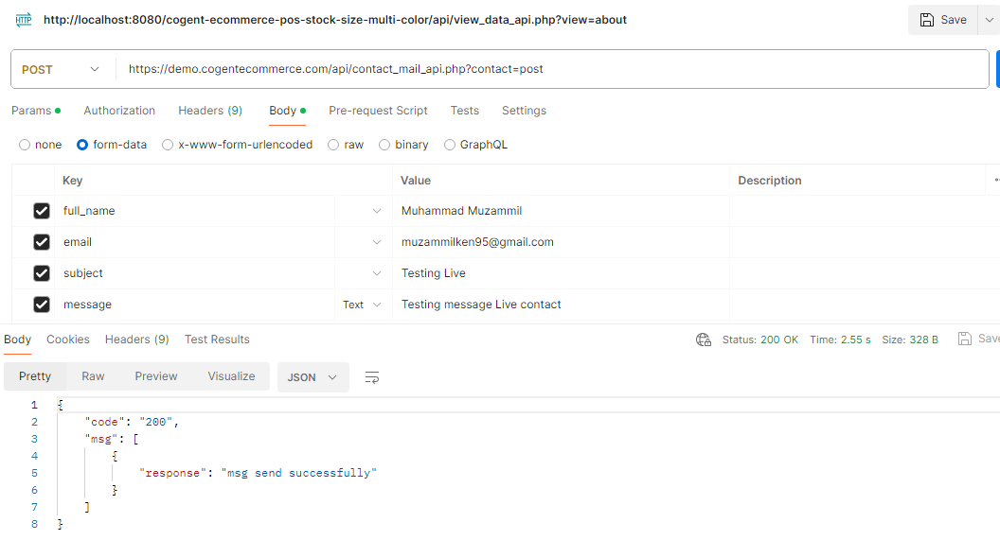 HTTP http://localhost:8080/cogent-ecommerce-pos-stock-size-multi-color/api/view_data_api.php?view=about Save
POST https://demo.cogentecommerce.com/api/contact_mail_api.php?contact=post
Params Authorization Headers (9) Body Pre-request Script Tests Settings
none form-data x-www-form-urlencoded raw binary GraphQL
Key Value Description
full_name Muhammad Muzammil
email muzammilken95@gmail.com
subject Testing Live
message Text Testing message Live contact
Body Cookies Headers (9) Test Results Status: 200 OK Time: 2.55 s Size: 328 B Save
Pretty Raw Preview Visualize JSON
1 {
2 "code": "200",
3 "msg": [
4 {
5 "response": "msg send successfully"
6 }
7 ]
8 }